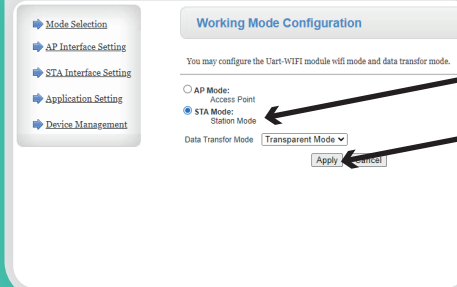 Mode Selection
AP Interface Setting
STA Interface Setting
Application Setting
Device Management
Working Mode Configuration
You may configure the Uart-WIFI module wifi mode and data transfor mode.
AP Mode:
Access Point
STA Mode:
Station Mode
Data Transfor Mode Transparent Mode
Apply Cancel